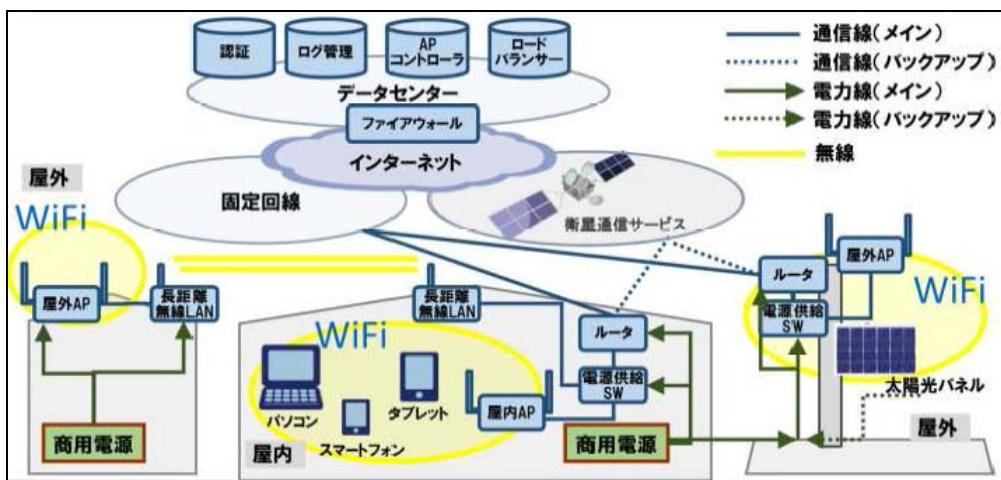 認証
ログ管理
AP
コントローラ
ロード
バランサー
データセンター
ファイアウォール
インターネット
固定回線
衛星通信サービス
通信線(メイン)
通信線(バックアップ)
電力線(メイン)
電力線(バックアップ)
無線
屋外
WiFi
屋外AP
長距離
無線LAN
商用電源
長距離
無線LAN
WiFi
パソコン
スマートフォン
タブレット
屋内AP
ルータ
電源供給
SW
商用電源
屋内
ルータ
屋外AP
電源供給
SW
WiFi
太陽光パネル
屋外